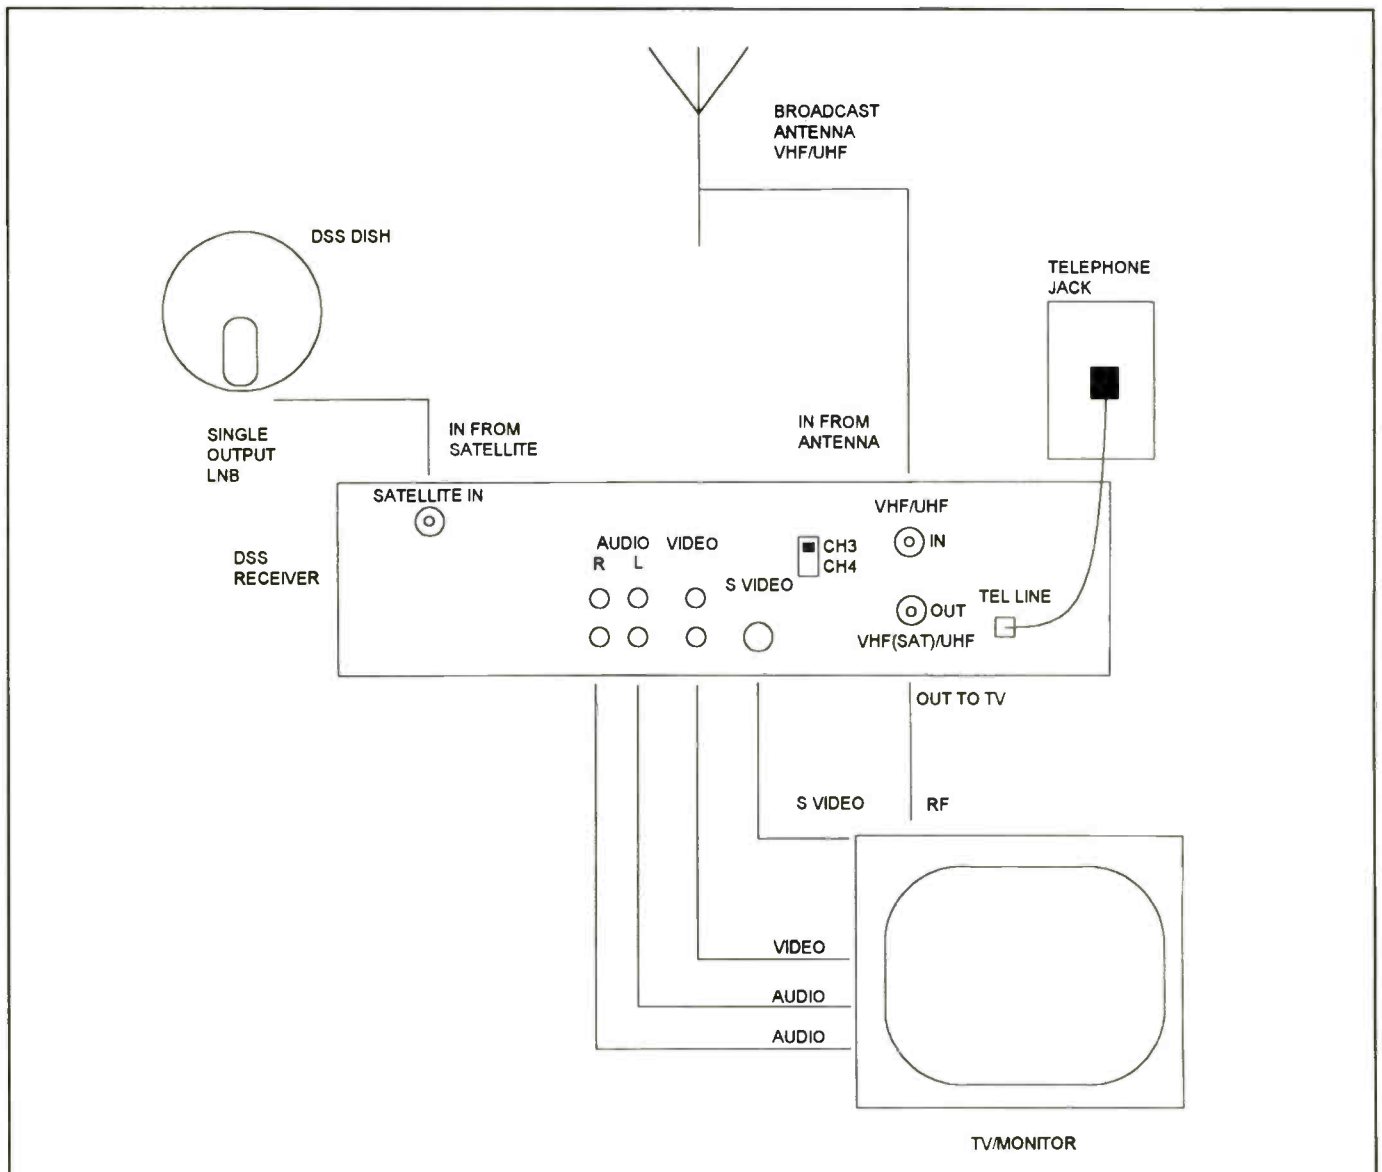 BROADCAST
ANTENNA
VHF/UHF
DSS DISH
TELEPHONE
JACK
SINGLE
OUTPUT
LNB
IN FROM
SATELLITE
IN FROM
ANTENNA
SATELLITE IN
VHF/UHF
IN
DSS
RECEIVER
AUDIO
R L
VIDEO
CH3
CH4
S VIDEO
OUT
VHF(SAT)/UHF
TEL LINE
OUT TO TV
S VIDEO
RF
VIDEO
AUDIO
AUDIO
TV/MONITOR